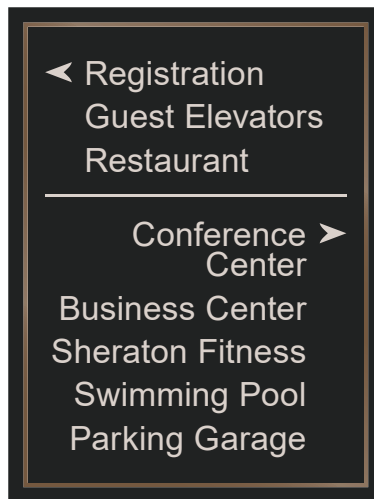 Registration
Guest Elevators
Restaurant
Conference
Center
Business Center
Sheraton Fitness
Swimming Pool
Parking Garage